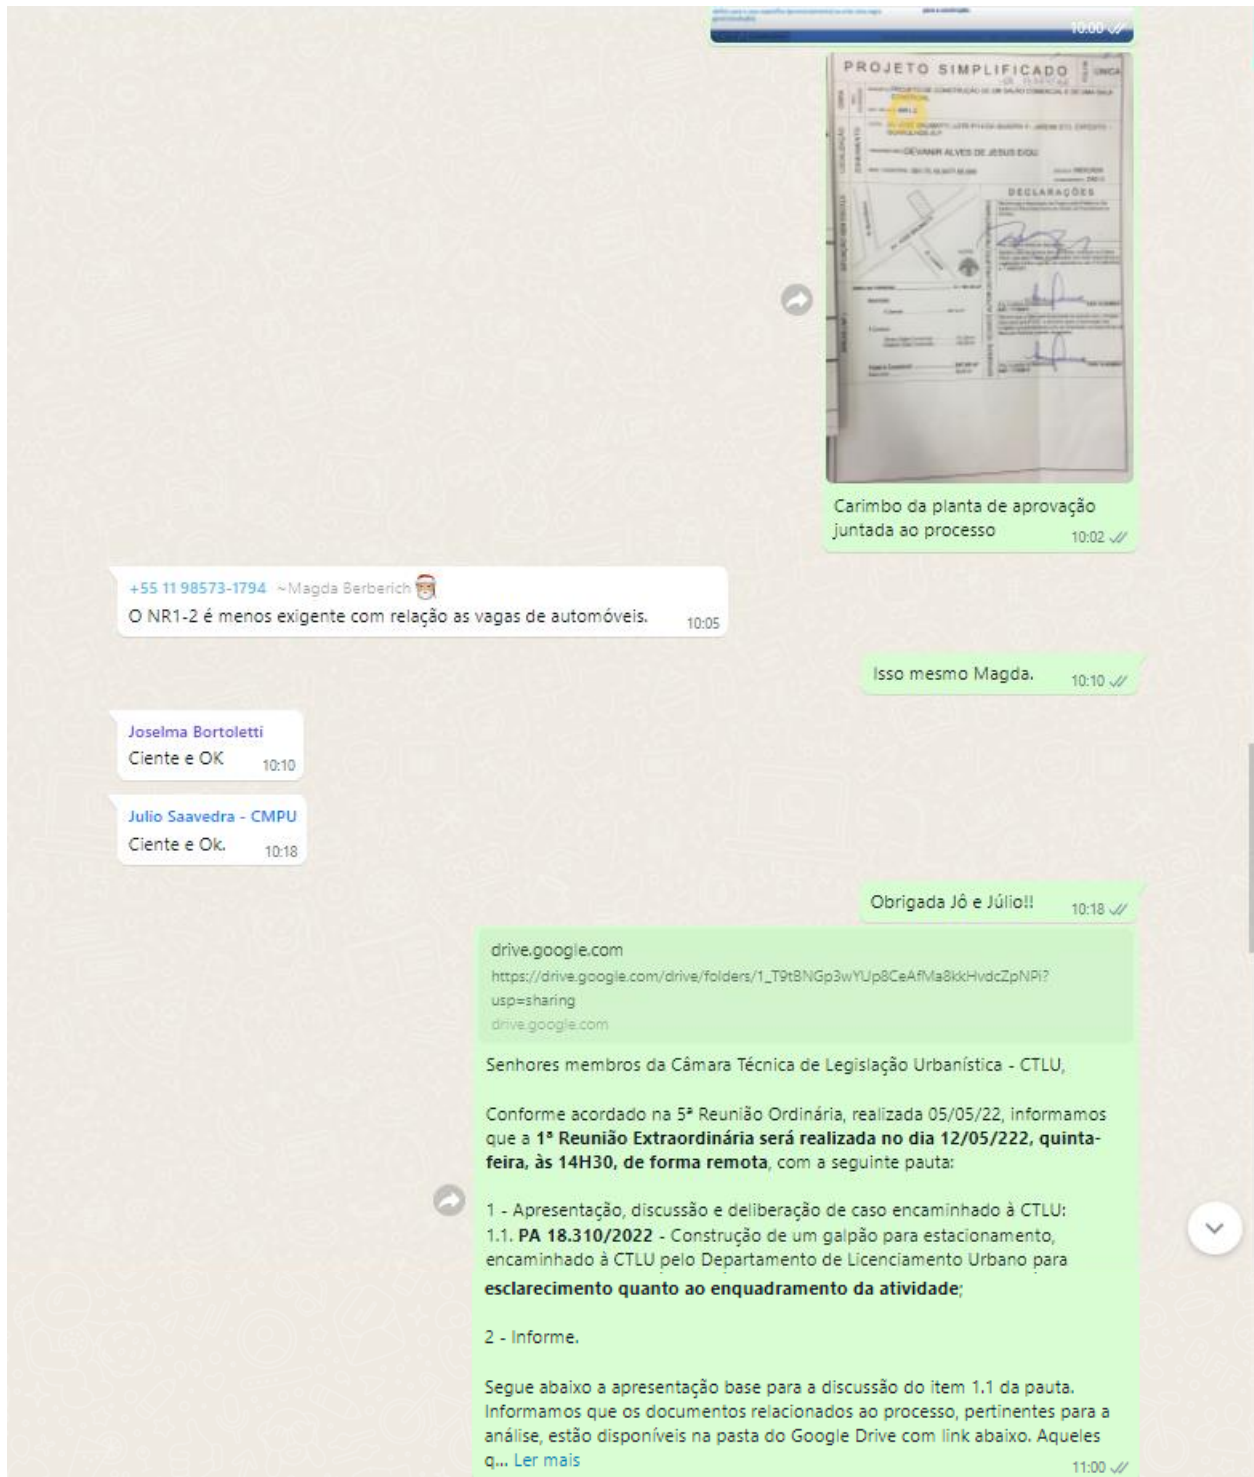 10:00
PROJETO SIMPLIFICADO
ÚNICA
DEVANIR ALVES DE JESUS E/OU
DECLARAÇÕES
Carimbo da planta de aprovação
juntada ao processo
10:02
+55 11 98573-1794 ~Magda Berberich
O NR1-2 é menos exigente com relação as vagas de automóveis.
10:05
Isso mesmo Magda.
10:10
Joselma Bortoletti
Ciente e OK
10:10
Julio Saavedra - CMPU
Ciente e Ok.
10:18
Obrigada Jô e Júlio!!
10:18
drive.google.com
https://drive.google.com/drive/folders/1_T9tBNGp3wYUp8CeAfMa8kkHvdcZpNPi?
usp=sharing
drive.google.com
Senhores membros da Câmara Técnica de Legislação Urbanística - CTLU,
Conforme acordado na 5ª Reunião Ordinária, realizada 05/05/22, informamos
que a 1ª Reunião Extraordinária será realizada no dia 12/05/222, quinta-
feira, às 14H30, de forma remota, com a seguinte pauta:
1 - Apresentação, discussão e deliberação de caso encaminhado à CTLU:
1.1. PA 18.310/2022 - Construção de um galpão para estacionamento,
encaminhado à CTLU pelo Departamento de Licenciamento Urbano para
esclarecimento quanto ao enquadramento da atividade;
2 - Informe.
Segue abaixo a apresentação base para a discussão do item 1.1 da pauta.
Informamos que os documentos relacionados ao processo, pertinentes para a
análise, estão disponíveis na pasta do Google Drive com link abaixo. Aqueles
q... Ler mais
11:00